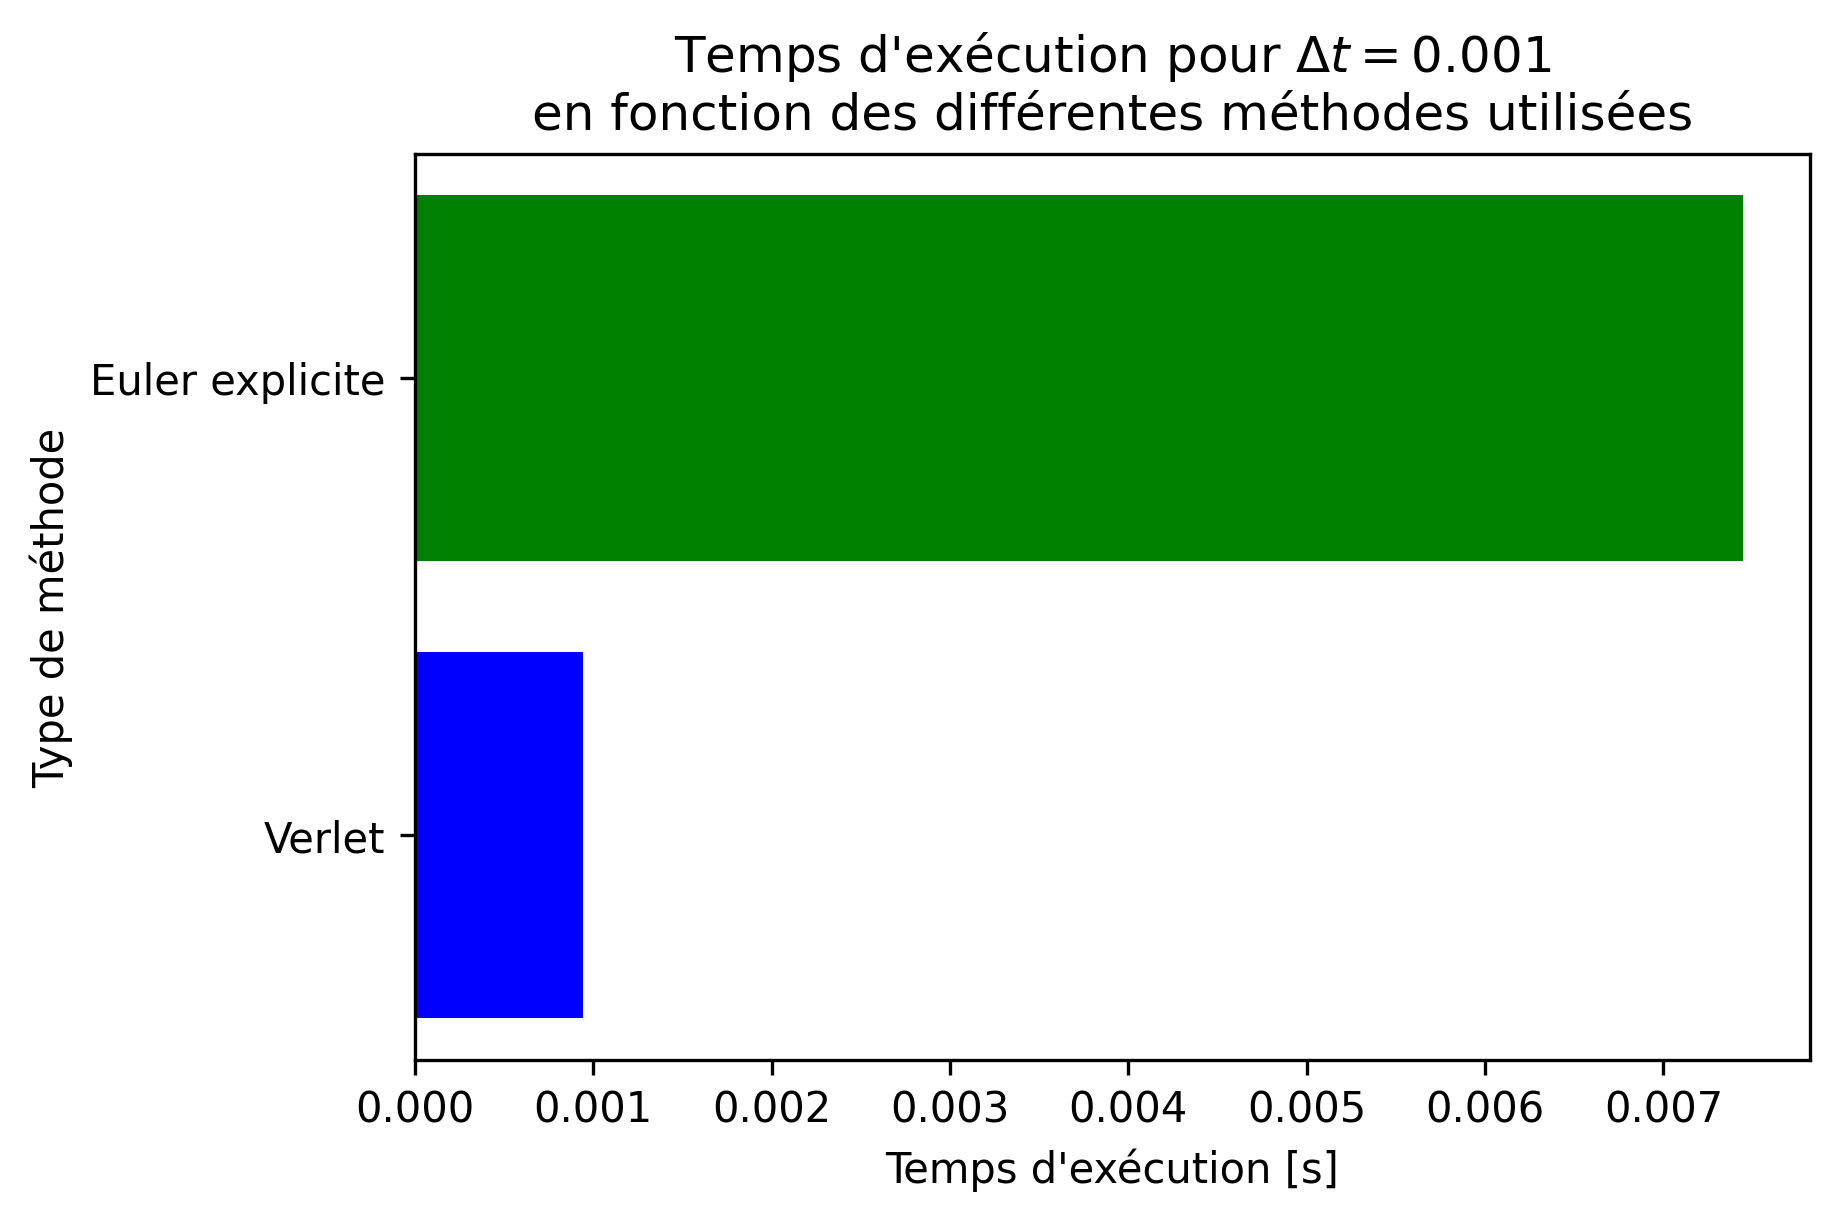 Temps d'exécution pour Δt = 0.001
en fonction des différentes méthodes utilisées
Type de méthode
Euler explicite
Verlet
0.000 0.001 0.002 0.003 0.004 0.005 0.006 0.007
Temps d'exécution [s]